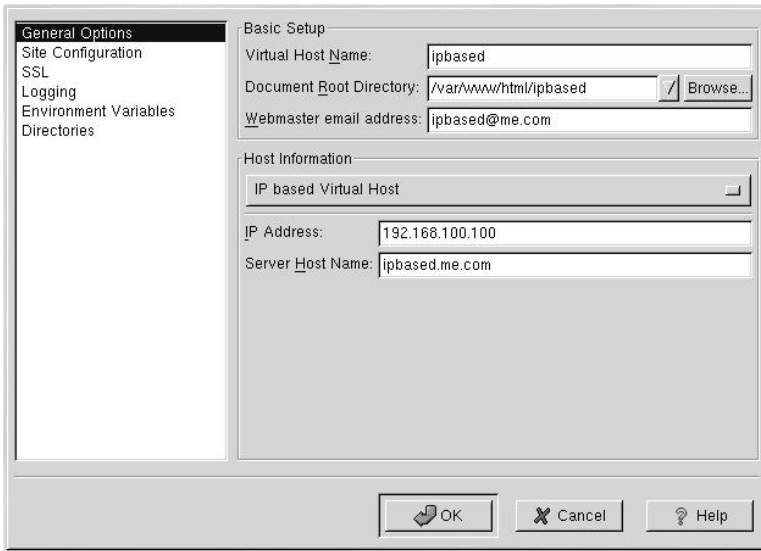 General Options
Site Configuration
SSL
Logging
Environment Variables
Directories
Basic Setup
Virtual Host Name: ipbased
Document Root Directory: /var/www/html/ipbased Browse...
Webmaster email address: ipbased@me.com
Host Information
IP based Virtual Host
IP Address: 192.168.100.100
Server Host Name: ipbased.me.com
OK Cancel ? Help